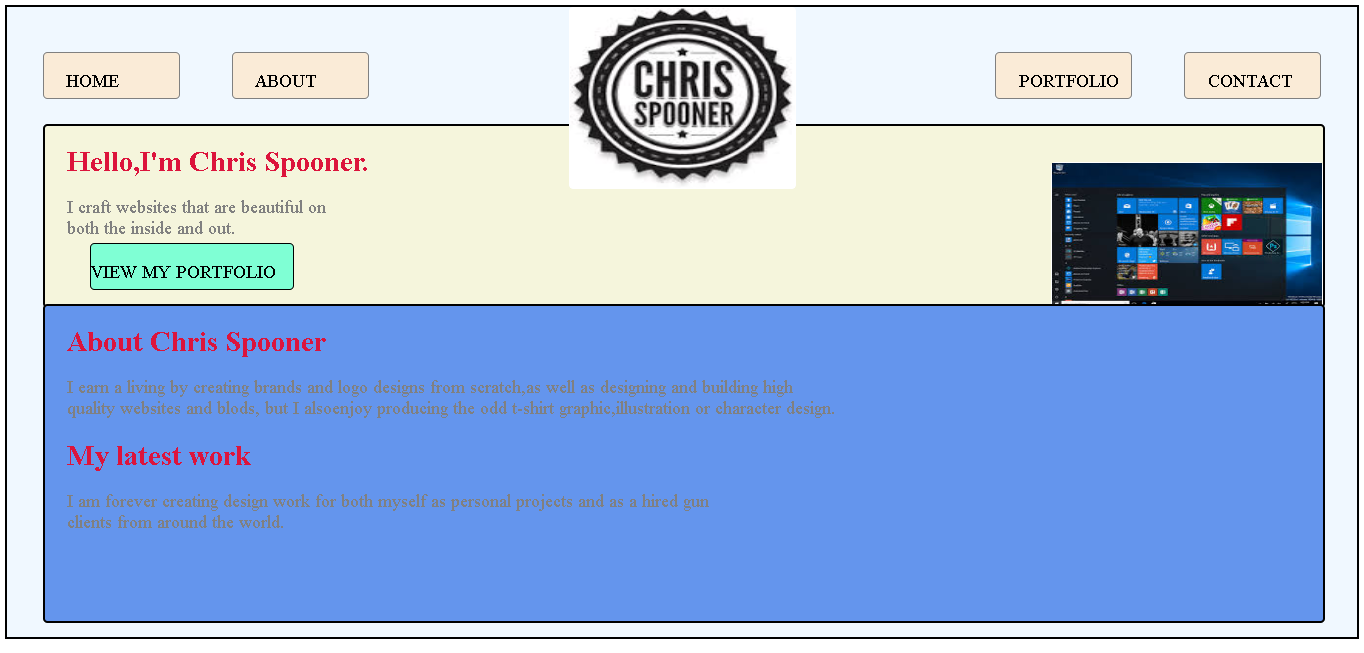 HOME
ABOUT
CHRIS
SPOONER
PORTFOLIO
CONTACT
Hello,I'm Chris Spooner.
I craft websites that are beautiful on
both the inside and out.
VIEW MY PORTFOLIO
About Chris Spooner
I earn a living by creating brands and logo designs from scratch,as well as designing and building high
quality websites and blods, but I alsoenjoy producing the odd t-shirt graphic,illustration or character design.
My latest work
I am forever creating design work for both myself as personal projects and as a hired gun
clients from around the world.